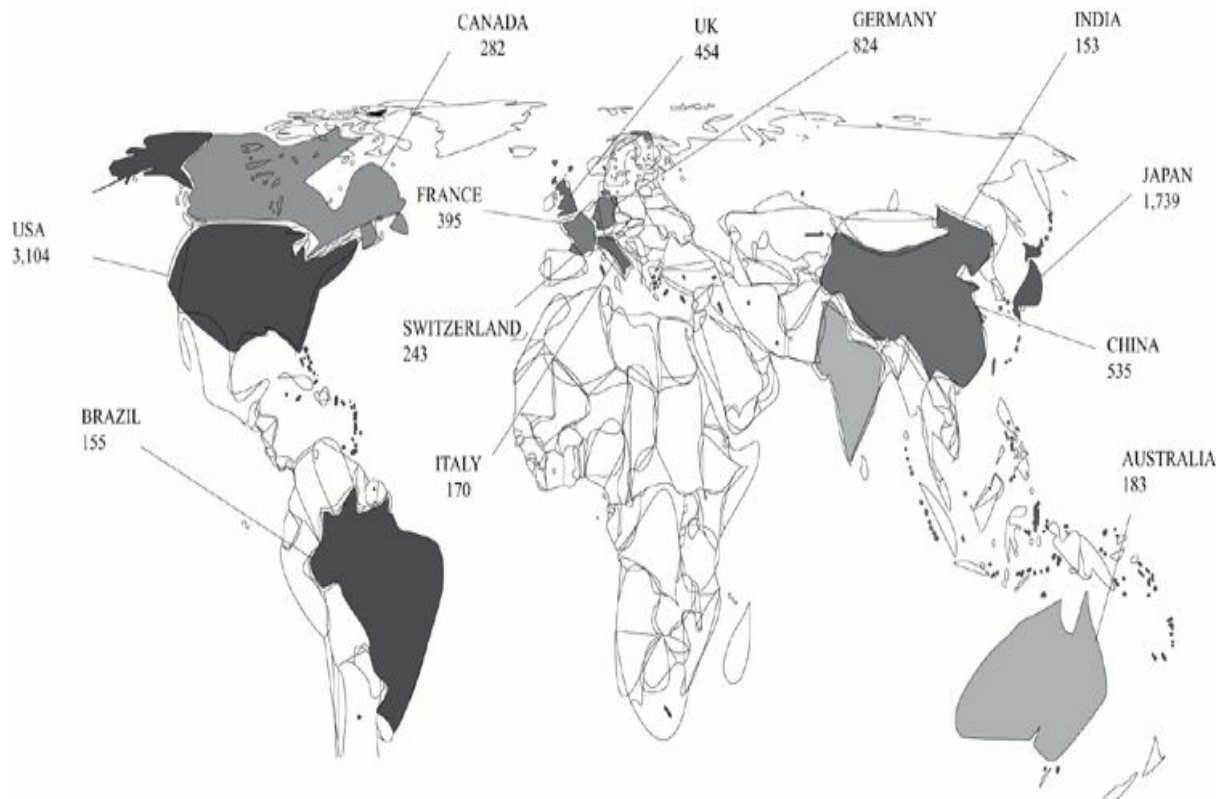 CANADA
282
UK
454
GERMANY
824
INDIA
153
FRANCE
395
JAPAN
1,739
USA
3,104
SWITZERLAND
243
CHINA
535
BRAZIL
155
ITALY
170
AUSTRALIA
183